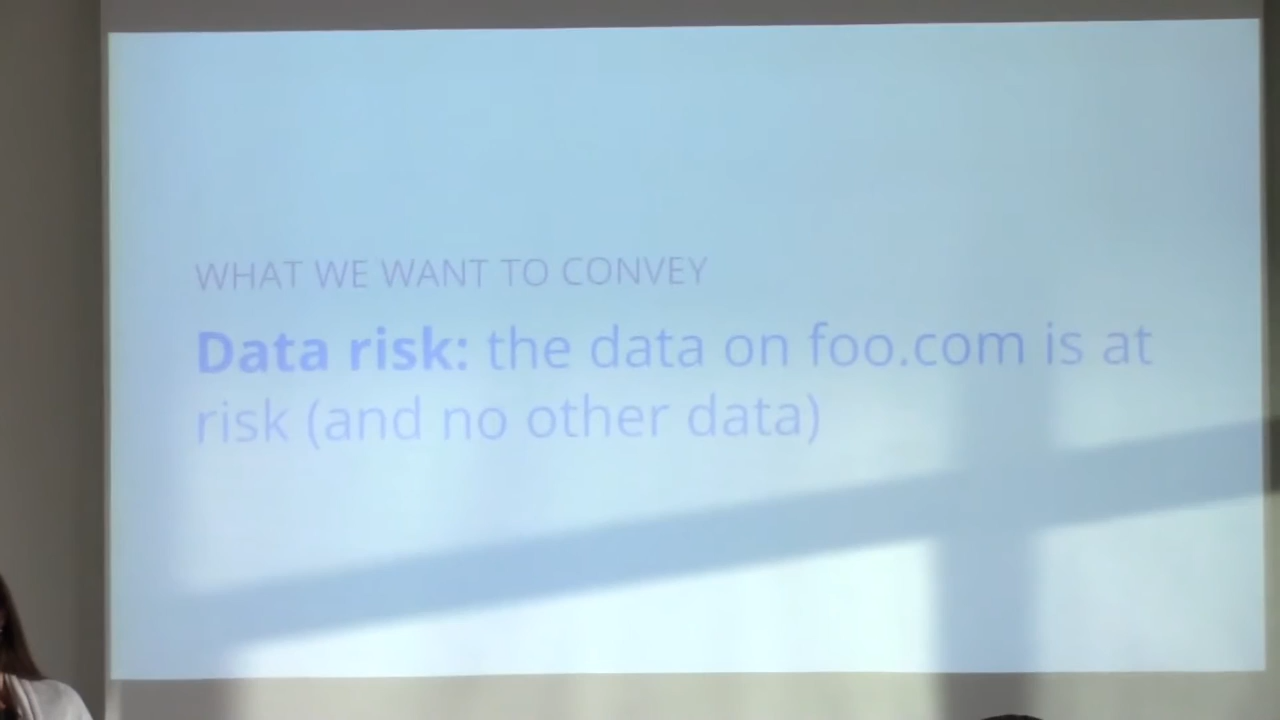 WHAT WE WANT TO CONVEY
Data risk: the data on foo.com is at
risk (and no other data)